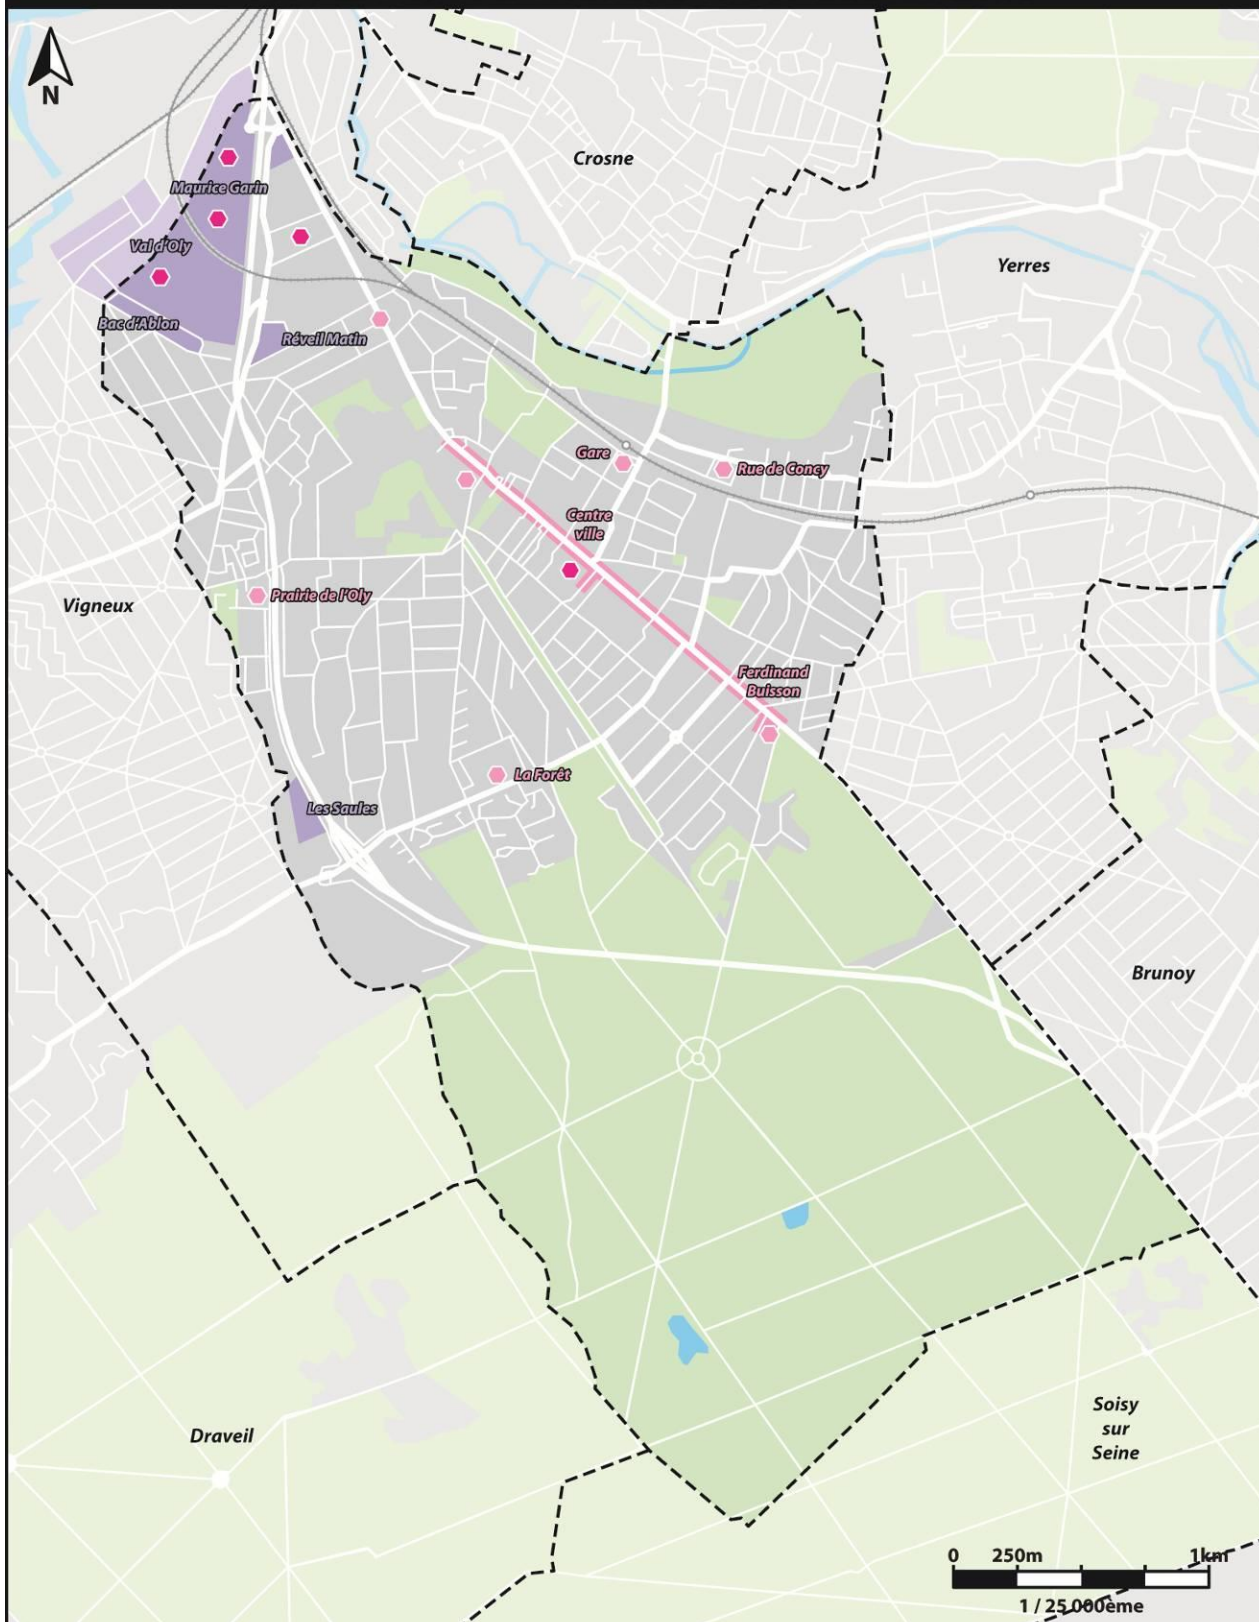 N
Crosne
Maurice Garin
Val d'Oly
Yerres
Bac d'Ablon
Réveil Matin
Gare
Rue de Concy
Centre
ville
Prairie de l'Oly
Vigneux
Ferdinand
Buisson
La Forêt
Les Saules
Brunoy
Draveil
Soisy
sur
Seine
0 250m 1km
1 / 25 000ème